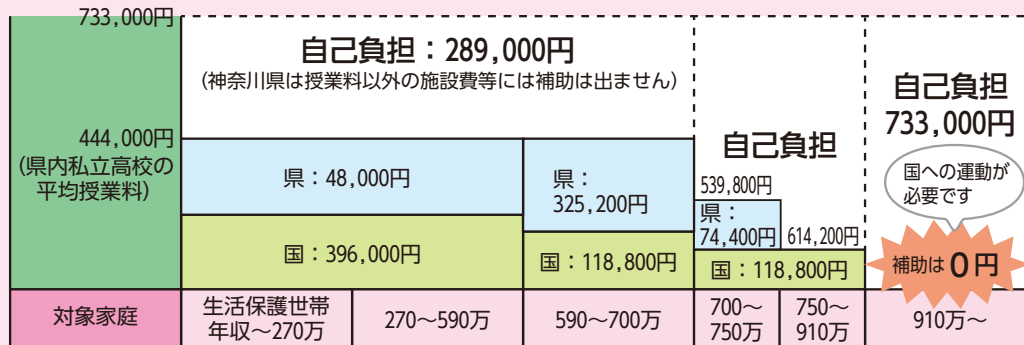 733,000円
444,000円
(県内私立高校の
平均授業料)
自己負担：289,000円
(神奈川県は授業料以外の施設費等には補助は出ません)
県：48,000円
国：396,000円
県：
325,200円
国：118,800円
自己負担
539,800円
県：
74,400円
614,200円
国：118,800円
自己負担
733,000円
国への運動が
必要です
補助は0円
対象家庭
生活保護世帯
年収～270万
270～590万
590～700万
700～
750万
750～
910万
910万～